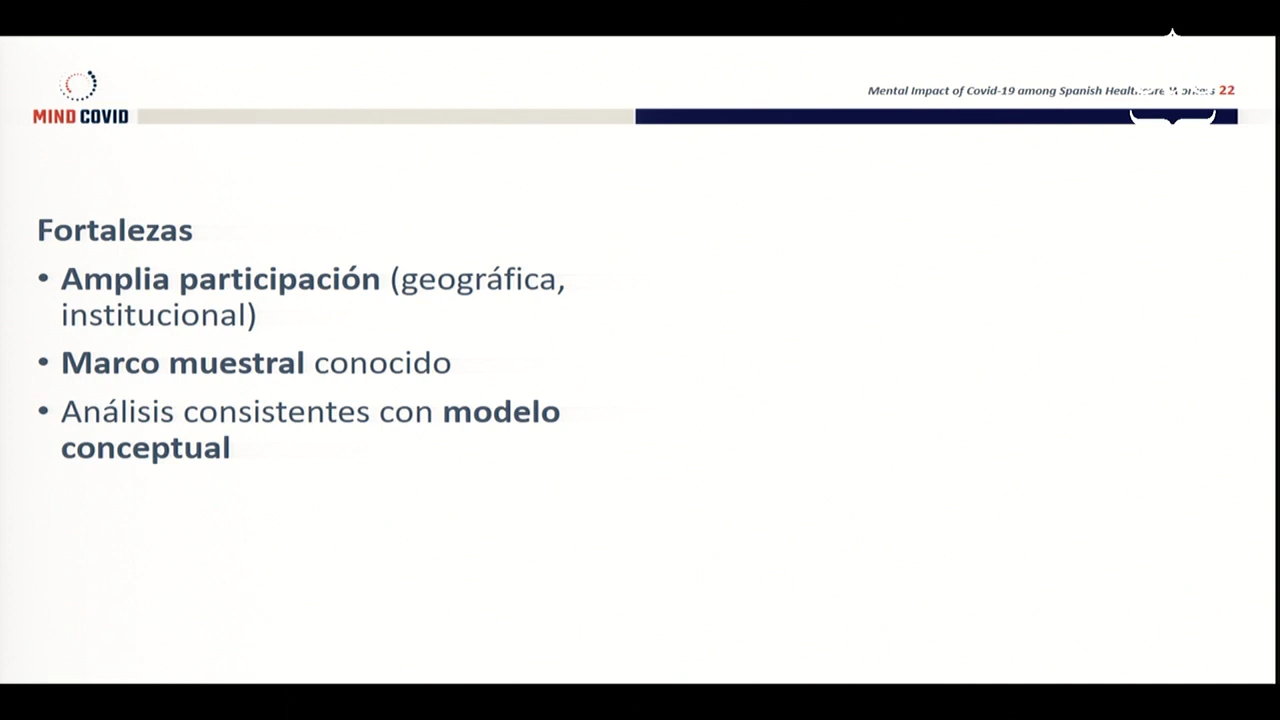 Mental Impact of Covid-19 among Spanish Healthcare Workers 22
MIND COVID
Fortalezas
• Amplia participación (geográfica,
institucional)
• Marco muestral conocido
• Análisis consistentes con modelo
conceptual